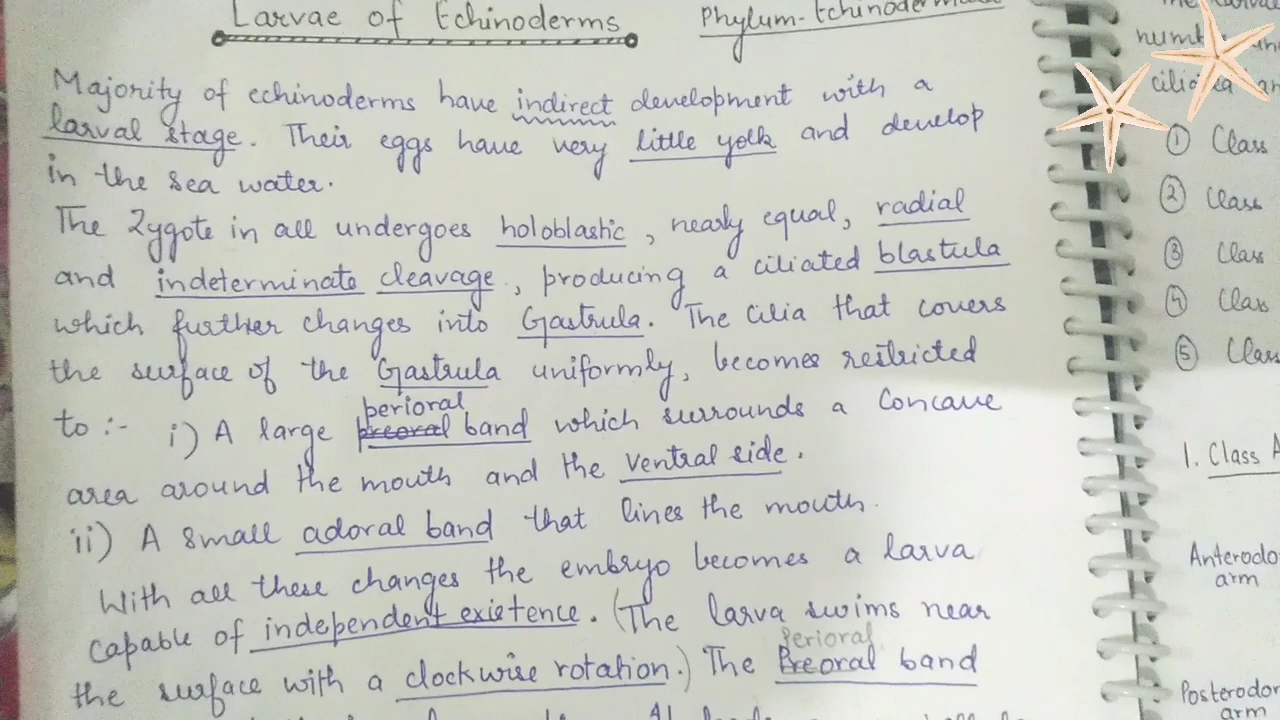 Larvae of Echinoderms
Phylum-Echinodermata
Majority of echinoderms have indirect development with a
larval stage. Their eggs have very little yolk and develop
in the sea water.
The Zygote in all undergoes holoblastic, nearly equal, radial
and indeterminate cleavage, producing a ciliated blastula
which further changes into Gastrula. The cilia that covers
the surface of the Gastrula uniformly, becomes restricted
perioral
to :- i) A large preoral band which surrounds a concave
area around the mouth and the ventral side.
ii) A small adoral band that lines the mouth.
With all these changes the embryo becomes a larva
capable of independent existence. (The larva swims near
Perioral
the surface with a clockwise rotation.) The Preoral band
① Class
② Class
③ Class
④ Class
⑤ Class
1. Class A
Anterodo
arm
Posterodor
arm